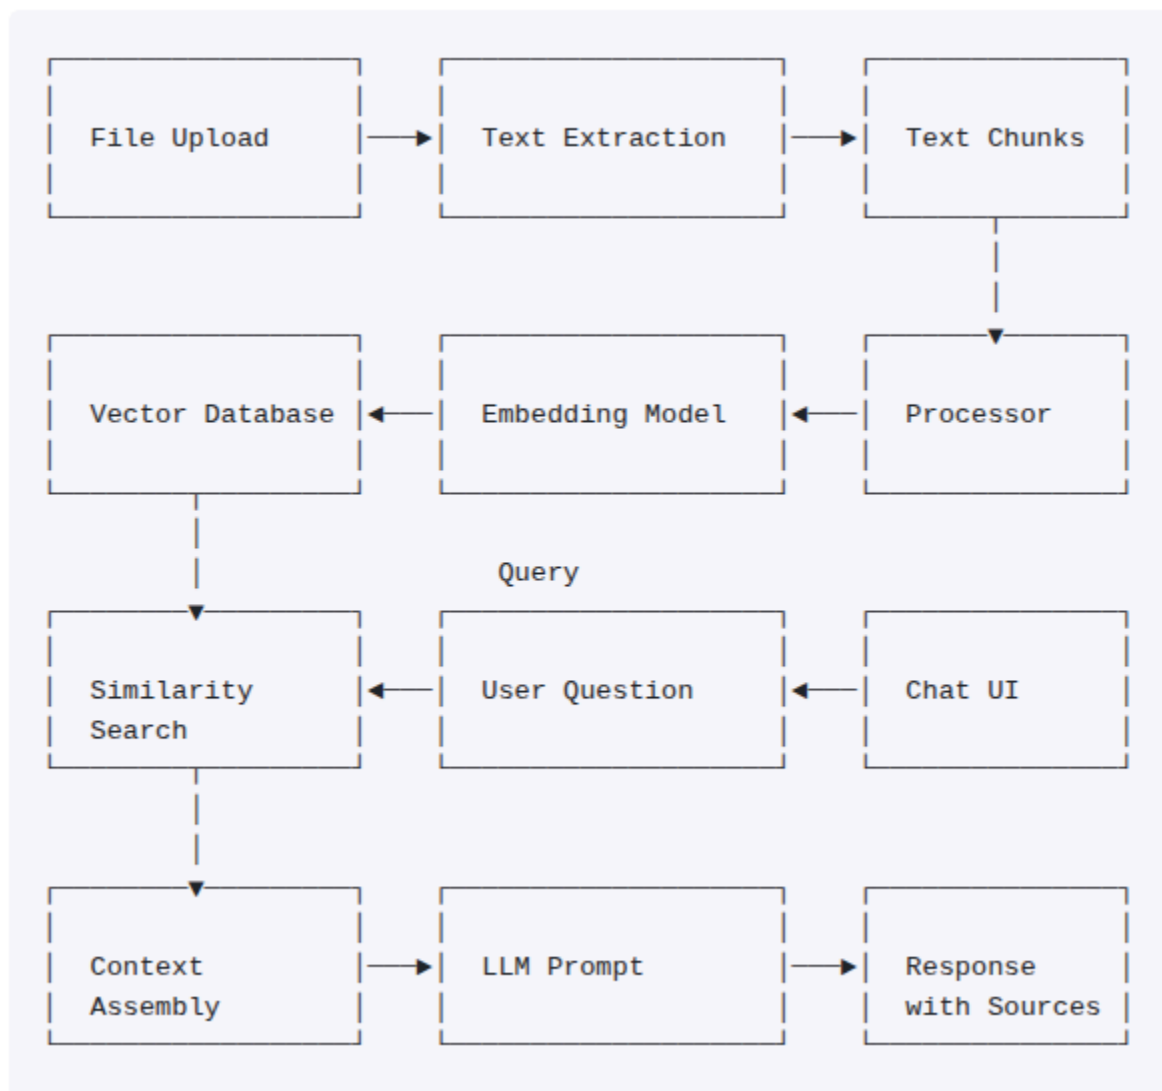 File Upload
Text Extraction
Text Chunks
Vector Database
Embedding Model
Processor
Query
Similarity
Search
User Question
Chat UI
Context
Assembly
LLM Prompt
Response
with Sources